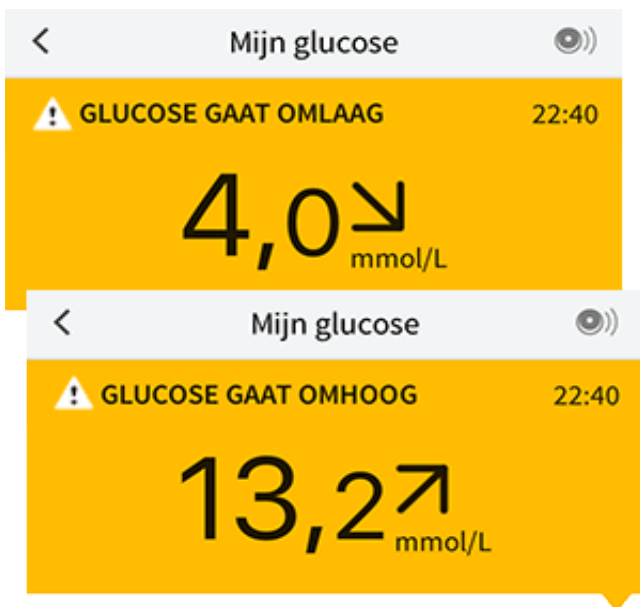 Mijn glucose
GLUCOSE GAAT OMLAAG 22:40
4,0 mmol/L
Mijn glucose
GLUCOSE GAAT OMHOOG 22:40
13,2 mmol/L